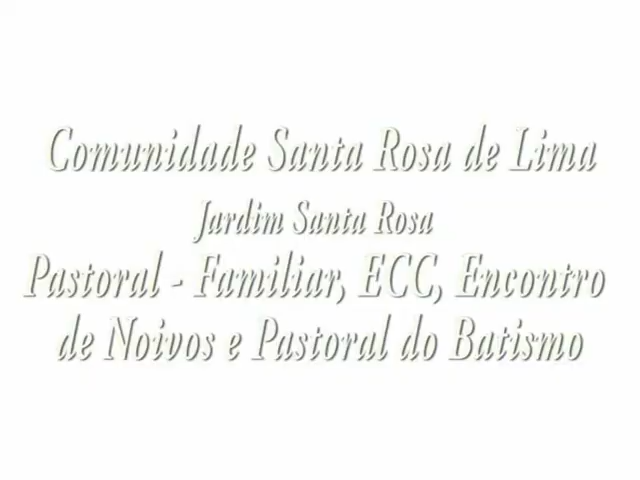 Comunidade Santa Rosa de Lima
Jardim Santa Rosa
Pastoral - Familiar, ECC, Encontro
de Noivos e Pastoral do Batismo